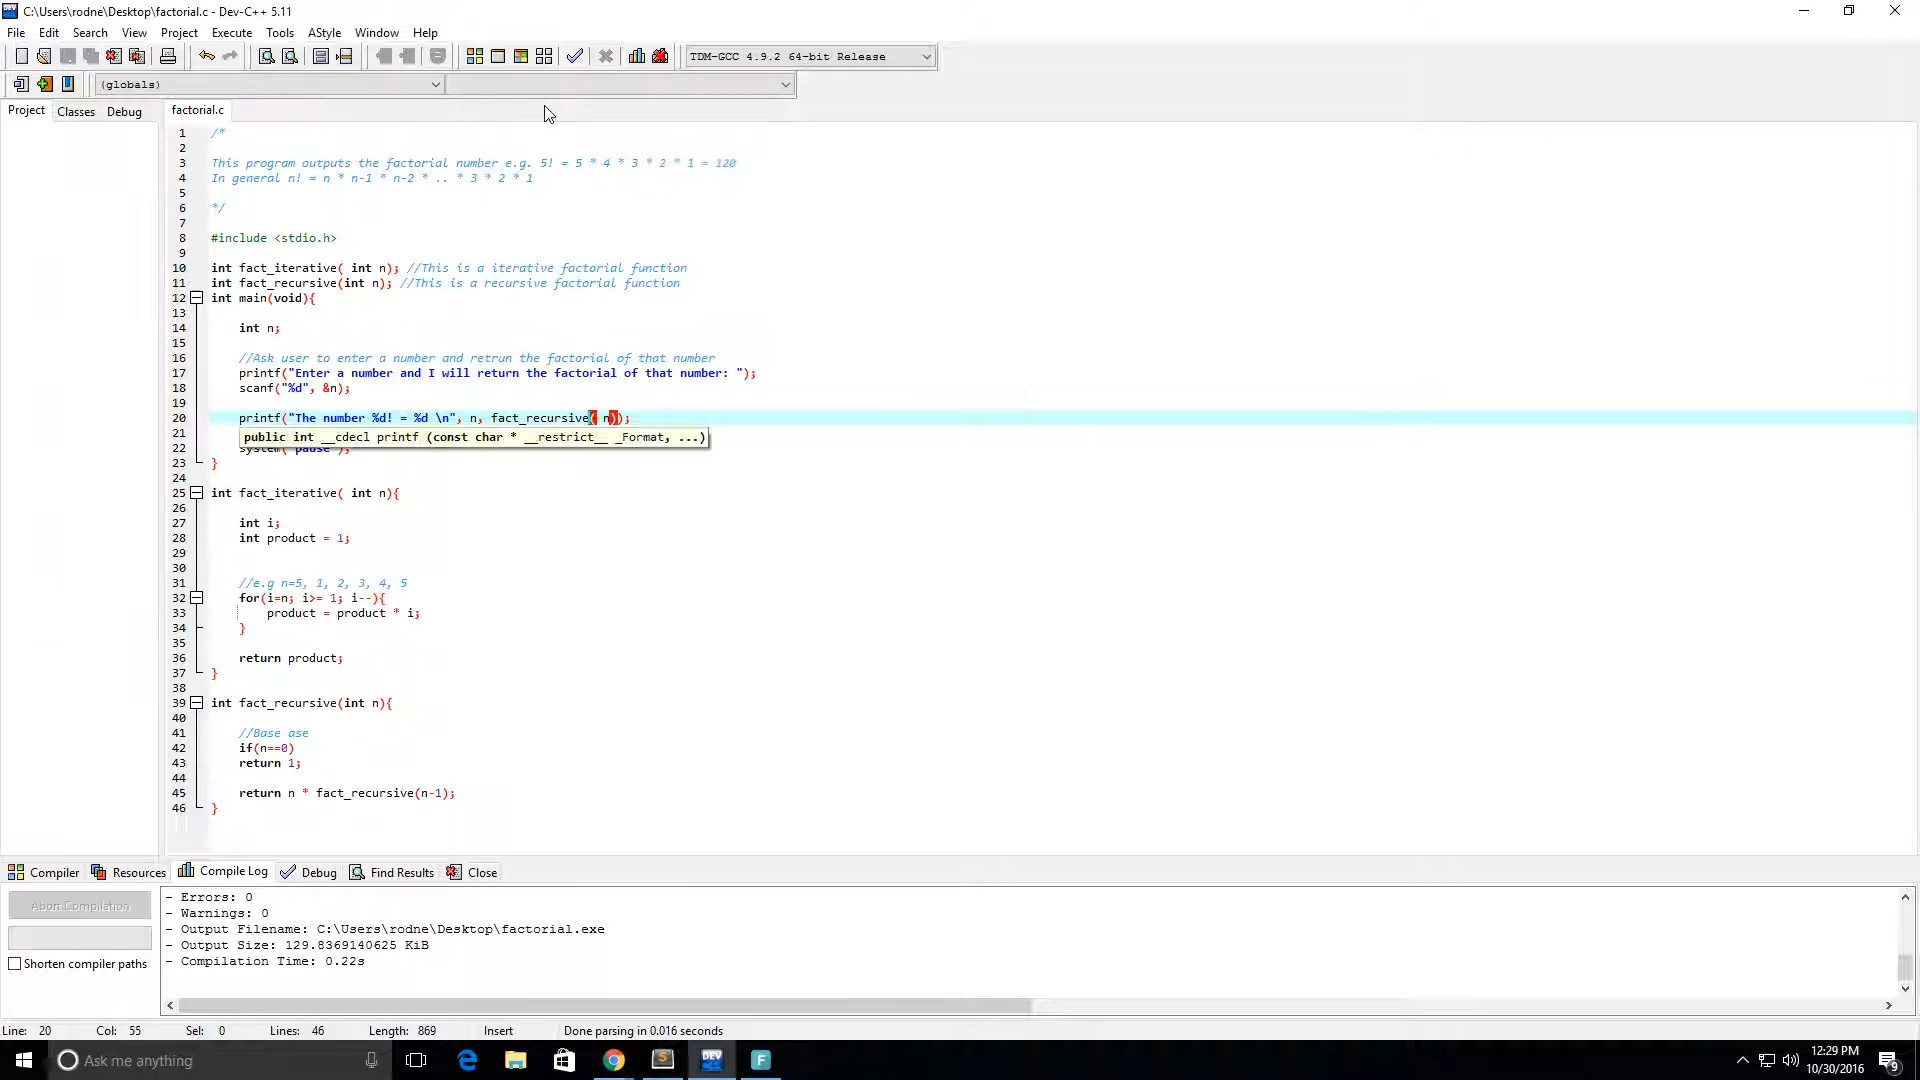 C:\Users\rodne\Desktop\factorial.c - Dev-C++ 5.11
File Edit Search View Project Execute Tools AStyle Window Help
TDM-GCC 4.9.2 64-bit Release
(globals)
Project Classes Debug factorial.c
1 /*
2
3 This program outputs the factorial number e.g. 5! = 5 * 4 * 3 * 2 * 1 = 120
4 In general n! = n * n-1 * n-2 * .. * 3 * 2 * 1
5
6 */
7
8 #include <stdio.h>
9
10 int fact_iterative( int n); //This is a iterative factorial function
11 int fact_recursive(int n); //This is a recursive factorial function
12 int main(void){
13
14 int n;
15
16 //Ask user to enter a number and retrun the factorial of that number
17 printf("Enter a number and I will return the factorial of that number: ");
18 scanf("%d", &n);
19
20 printf("The number %d! = %d \n", n, fact_recursive( n));
21 public int __cdecl printf (const char * __restrict__ _Format, ...)
22 system("pause");
23 }
24
25 int fact_iterative( int n){
26
27 int i;
28 int product = 1;
29
30
31 //e.g n=5, 1, 2, 3, 4, 5
32 for(i=n; i>= 1; i--){
33 product = product * i;
34 }
35
36 return product;
37 }
38
39 int fact_recursive(int n){
40
41 //Base ase
42 if(n==0)
43 return 1;
44
45 return n * fact_recursive(n-1);
46 }
Compiler Resources Compile Log Debug Find Results Close
Abort Compilation
Shorten compiler paths
- Errors: 0
- Warnings: 0
- Output Filename: C:\Users\rodne\Desktop\factorial.exe
- Output Size: 129.8369140625 KiB
- Compilation Time: 0.22s
Line: 20 Col: 55 Sel: 0 Lines: 46 Length: 869 Insert Done parsing in 0.016 seconds
Ask me anything
DEV
F
12:29 PM
10/30/2016
9